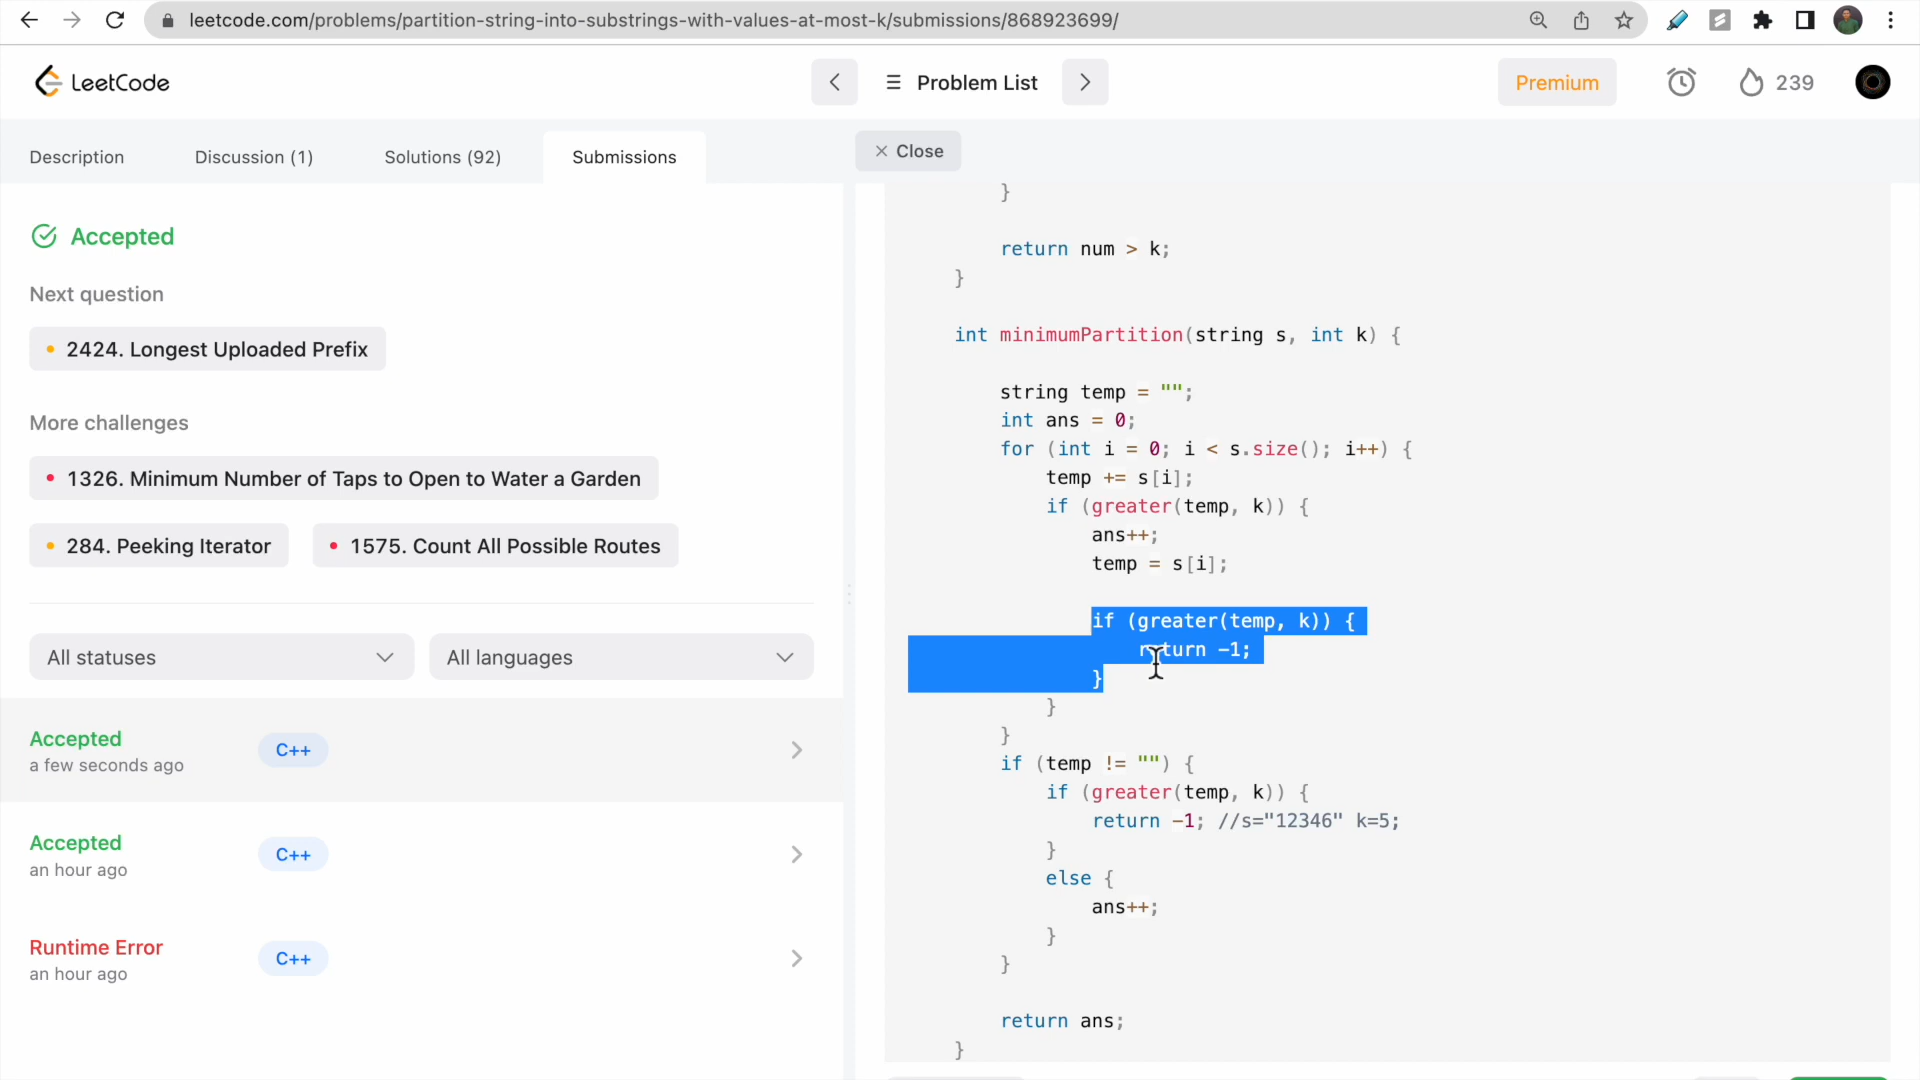 leetcode.com/problems/partition-string-into-substrings-with-values-at-most-k/submissions/868923699/
LeetCode
Problem List
Premium
239
Description
Discussion (1)
Solutions (92)
Submissions
Close
Accepted
Next question
2424. Longest Uploaded Prefix
More challenges
1326. Minimum Number of Taps to Open to Water a Garden
284. Peeking Iterator
1575. Count All Possible Routes
All statuses
All languages
Accepted
a few seconds ago
C++
Accepted
an hour ago
C++
Runtime Error
an hour ago
C++
}
return num > k;
}
int minimumPartition(string s, int k) {
string temp = "";
int ans = 0;
for (int i = 0; i < s.size(); i++) {
temp += s[i];
if (greater(temp, k)) {
ans++;
temp = s[i];
if (greater(temp, k)) {
return -1;
}
}
}
if (temp != "") {
if (greater(temp, k)) {
return -1; //s="12346" k=5;
}
else {
ans++;
}
}
return ans;
}